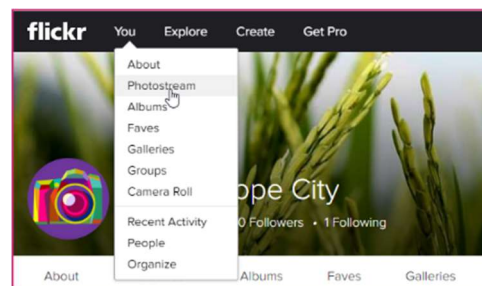 flickr You Explore Create Get Pro
About
Photostream
Albums
Faves
Galleries
Groups
Camera Roll
Recent Activity
People
Organize
ope City
0 Followers • 1 Following
About Albums Faves Galleries